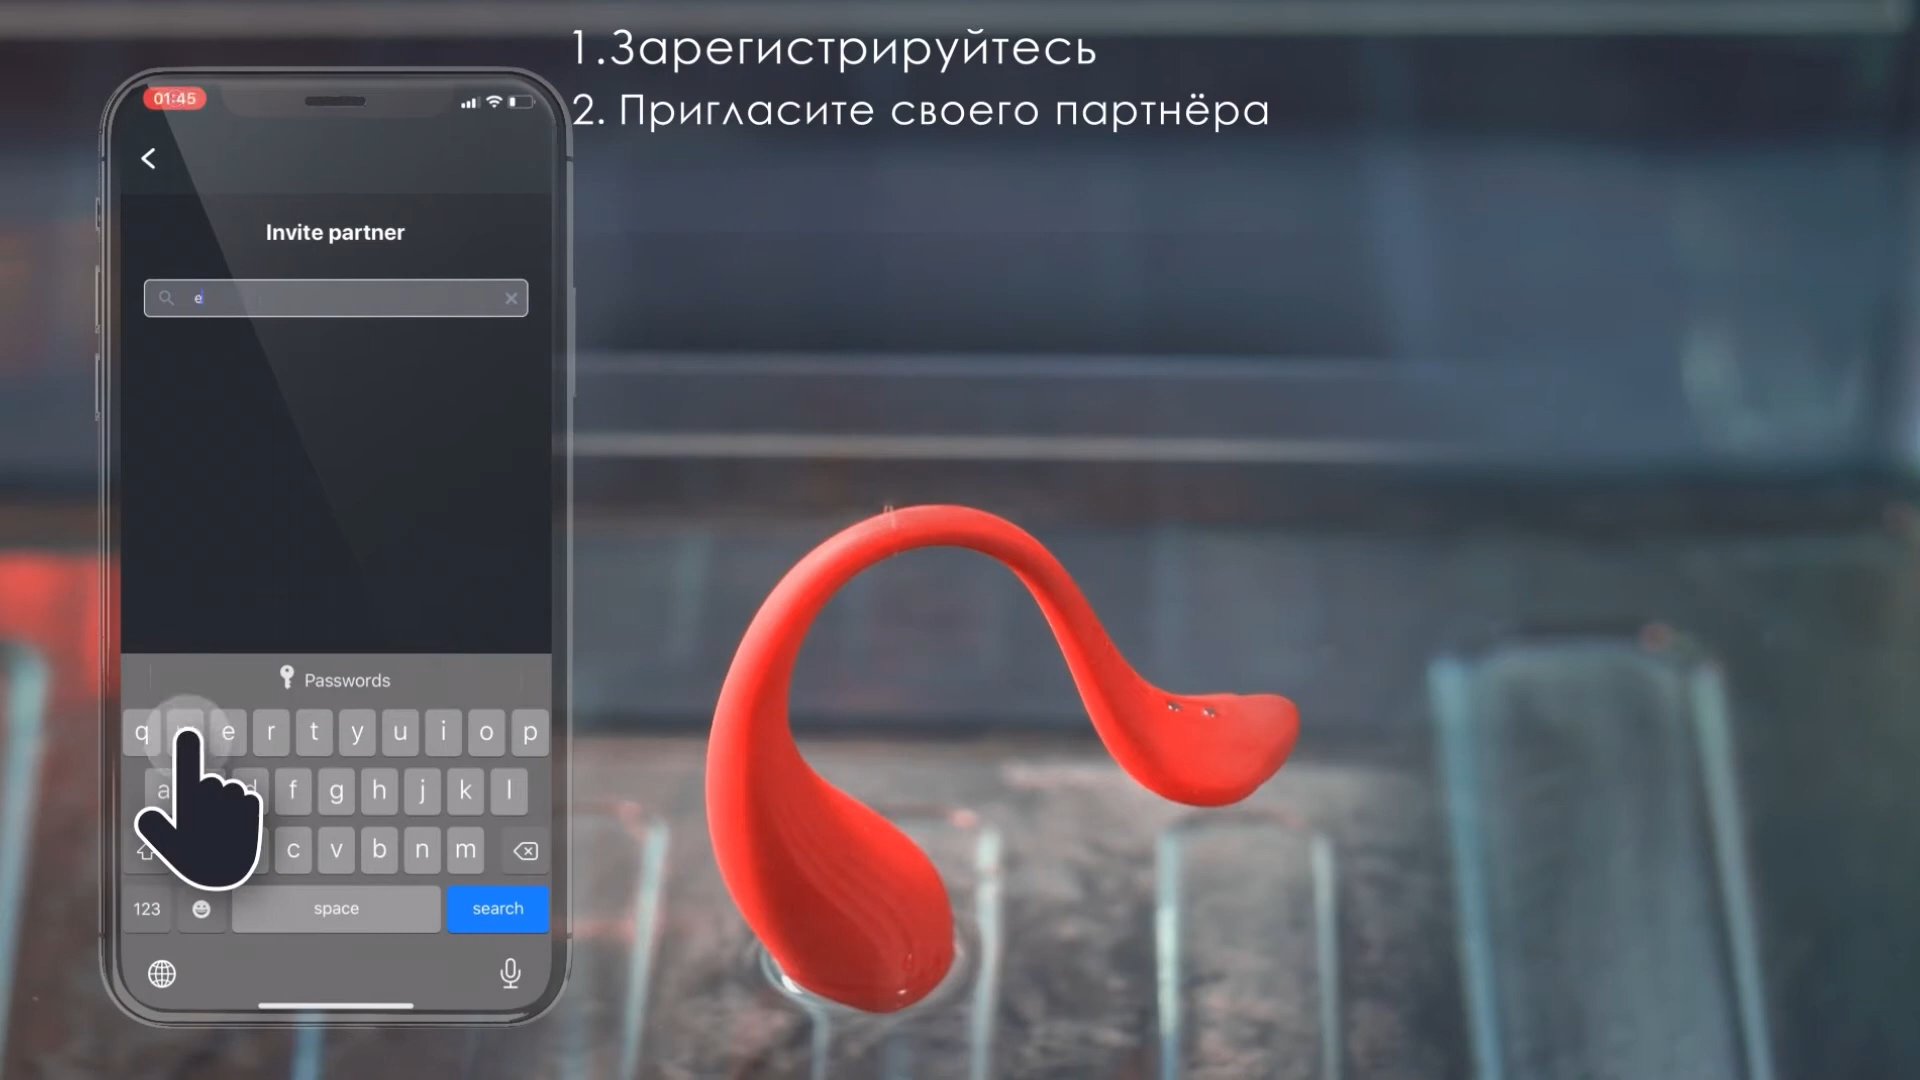 1.Зарегистрируйтесь
2. Пригласите своего партнёра
01:45
Invite partner
e
Passwords
q e r t y u i o p
a d f g h j k l
c v b n m
123 space search